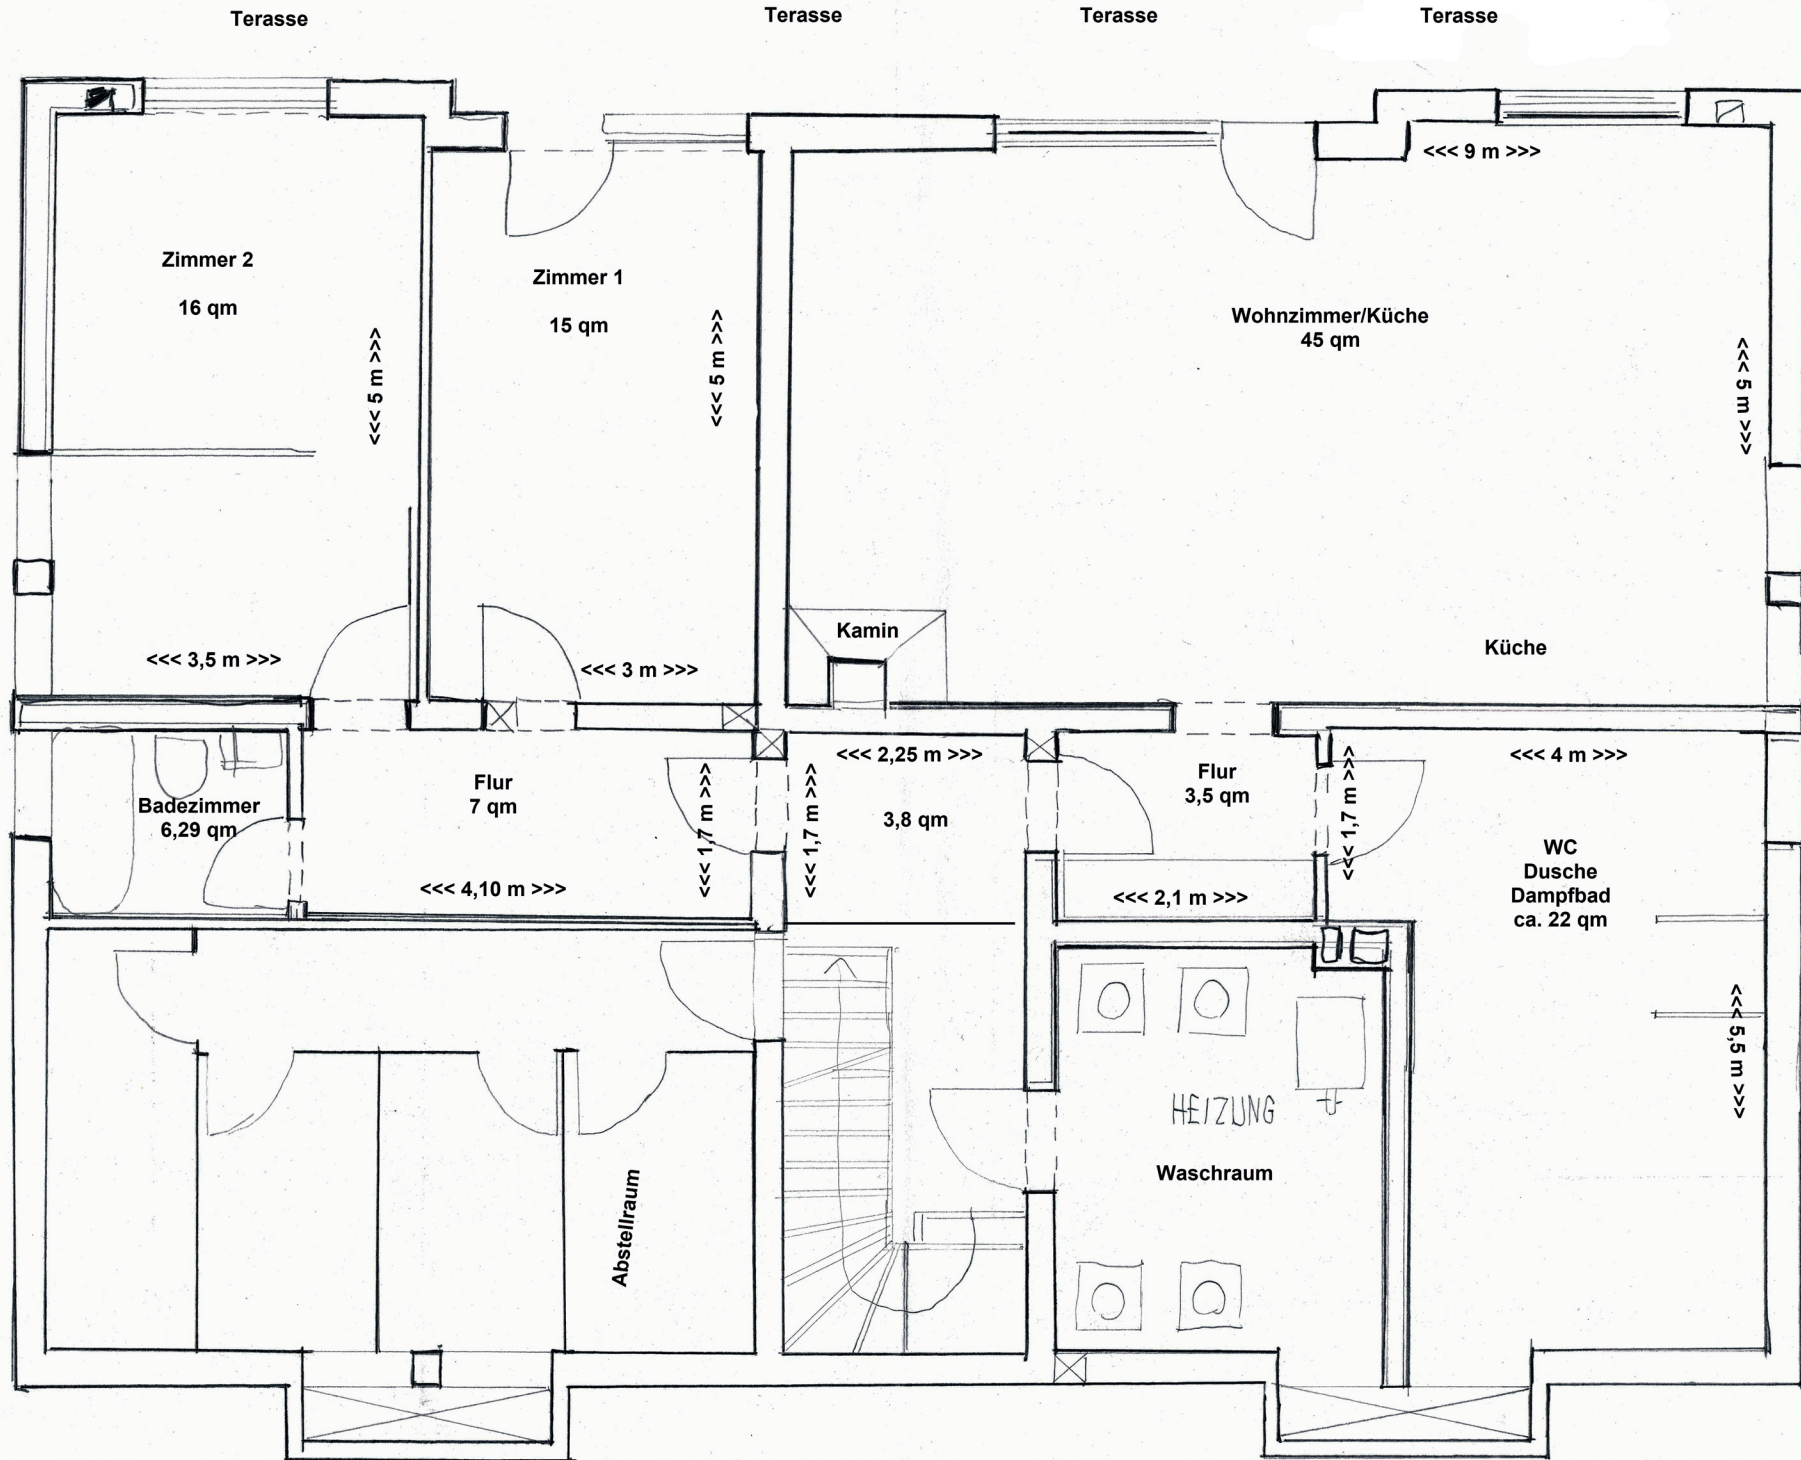 Terasse
Terasse
Terasse
Terasse
<<< 9 m >>>
Zimmer 2
16 qm
Zimmer 1
15 qm
Wohnzimmer/Küche
45 qm
<<< 5 m >>>
<<< 5 m >>>
<<< 5 m >>>
Kamin
Küche
<<< 3,5 m >>>
<<< 3 m >>>
Badezimmer
6,29 qm
Flur
7 qm
<<< 4,10 m >>>
<<< 1,7 m >>>
<<< 1,7 m >>>
<<< 2,25 m >>>
3,8 qm
Flur
3,5 qm
<<< 2,1 m >>>
<<< 1,7 m >>>
<<< 4 m >>>
WC
Dusche
Dampfbad
ca. 22 qm
<<< 5,5 m >>>
HEIZUNG
Waschraum
Abstellraum